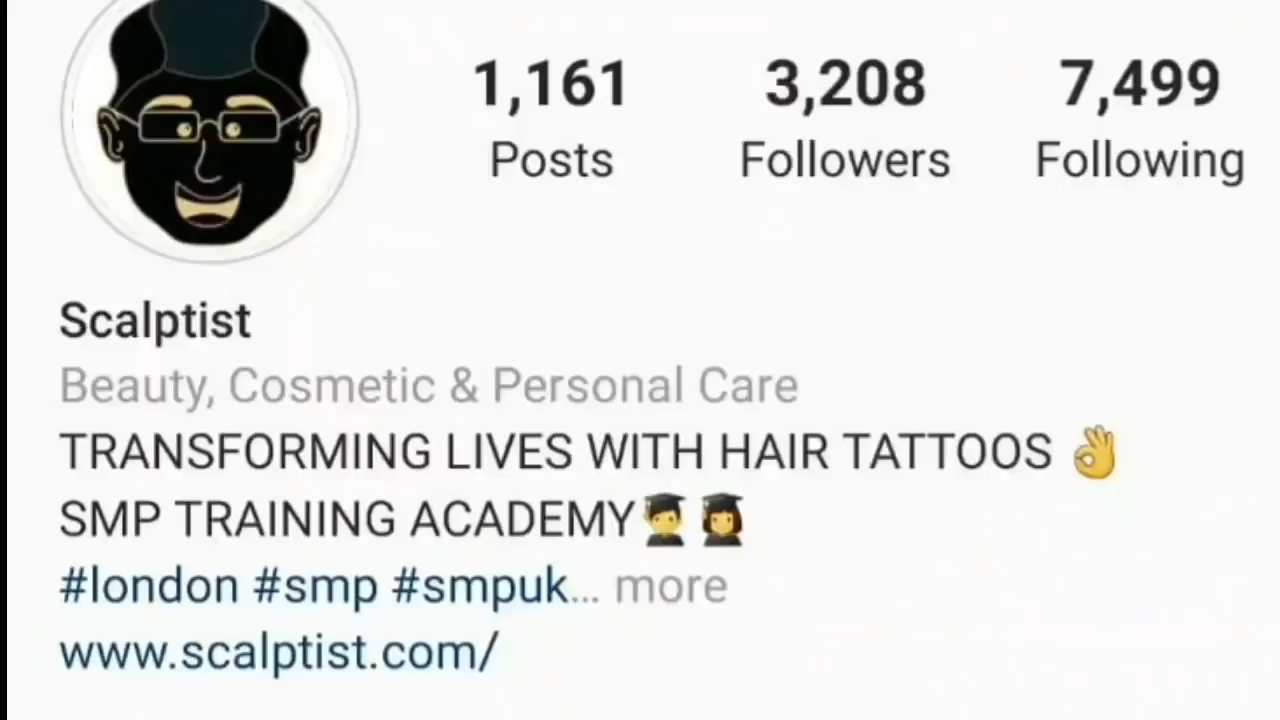 1,161 3,208 7,499
Posts Followers Following
Scalptist
Beauty, Cosmetic & Personal Care
TRANSFORMING LIVES WITH HAIR TATTOOS 👌
SMP TRAINING ACADEMY👨‍🎓👩‍🎓
#london #smp #smpuk... more
www.scalptist.com/